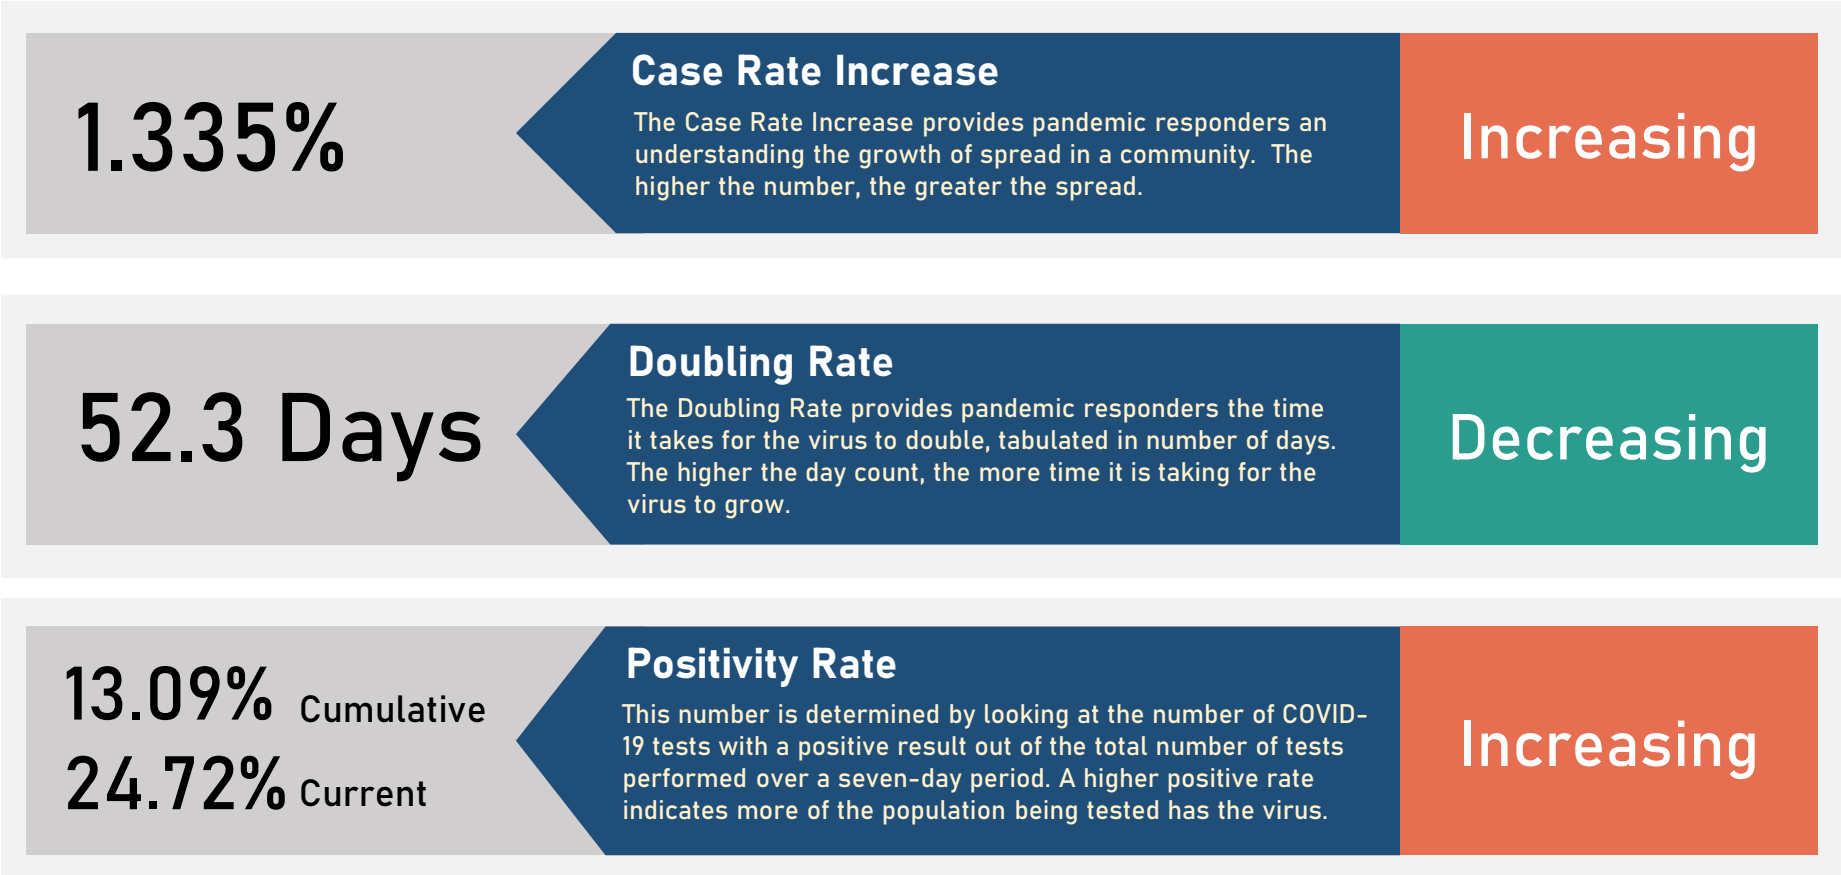 1.335%
Case Rate Increase
The Case Rate Increase provides pandemic responders an
understanding the growth of spread in a community.  The
higher the number, the greater the spread.
Increasing
52.3 Days
Doubling Rate
The Doubling Rate provides pandemic responders the time
it takes for the virus to double, tabulated in number of days.
The higher the day count, the more time it is taking for the
virus to grow.
Decreasing
13.09% Cumulative
24.72% Current
Positivity Rate
This number is determined by looking at the number of COVID-
19 tests with a positive result out of the total number of tests
performed over a seven-day period. A higher positive rate
indicates more of the population being tested has the virus.
Increasing